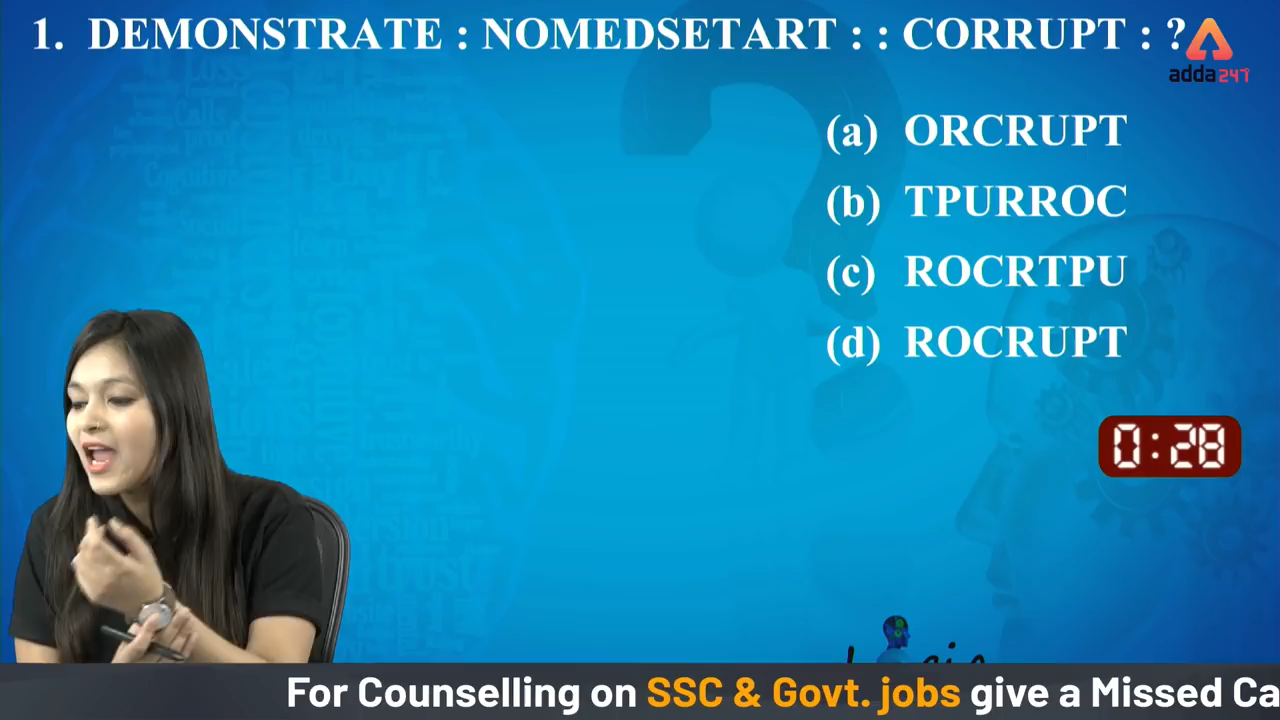 1. DEMONSTRATE : NOMEDSETART : : CORRUPT : ?
adda247
(a) ORCRUPT
(b) TPURROC
(c) ROCRTPU
(d) ROCRUPT
0:28
For Counselling on SSC & Govt. jobs give a Missed Ca